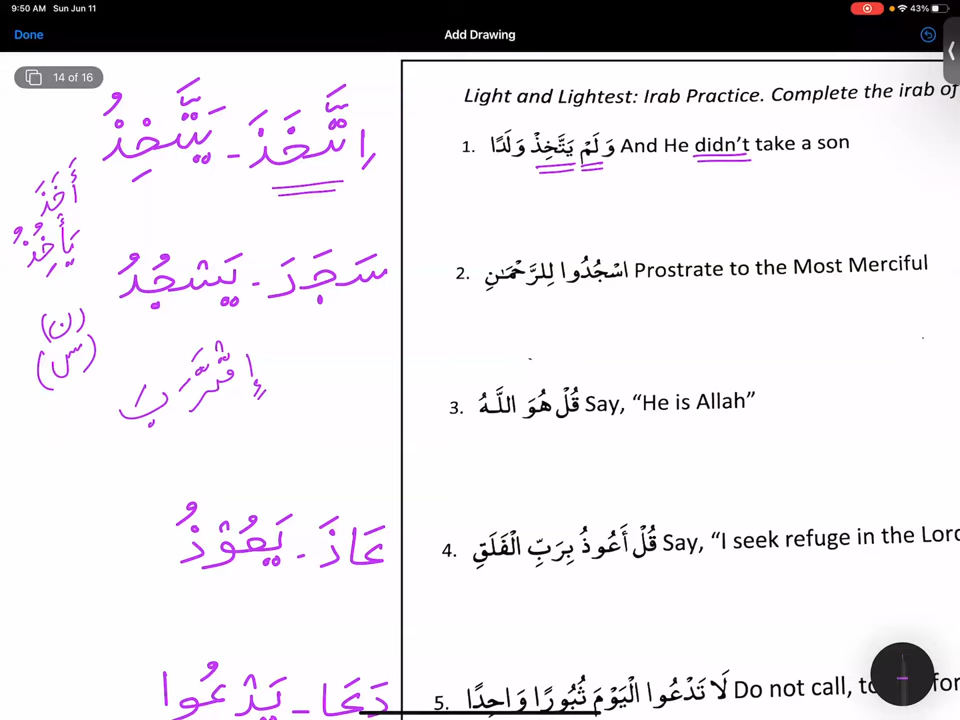 9:50 AM Sun Jun 11 43%
Done Add Drawing
14 of 16
Light and Lightest: Irab Practice. Complete the irab of
1. وَلَمْ يَتَّخِذْ وَلَدًا And He didn't take a son
2. اسْجُدُوا لِلرَّحْمَـٰنِ Prostrate to the Most Merciful
3. قُلْ هُوَ اللَّـهُ Say, “He is Allah”
4. قُلْ أَعُوذُ بِرَبِّ الْفَلَقِ Say, “I seek refuge in the Lord
5. لَا تَدْعُوا الْيَوْمَ ثُبُورًا وَاحِدًا Do not call, to for
اِتَّخَذَ - يَتَّخِذُ
أَخَذَ
يَأْخِذُ
سَجَدَ - يَسْجُدُ
(ن)
(س)
إِقْتَرَبَ
عَاذَ - يَعُوْذُ
دَعَا - يَدْعُوا